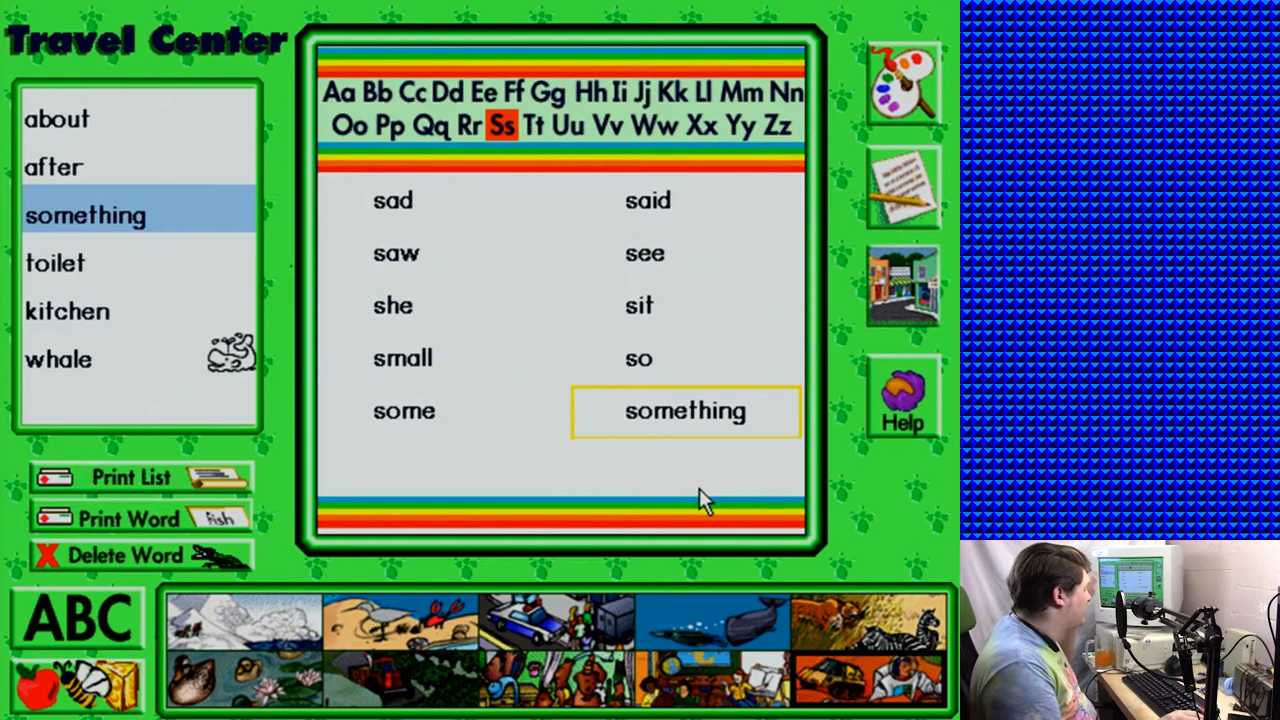 Travel Center
about
after
something
toilet
kitchen
whale
Print List
Print Word fish
Delete Word
ABC
Aa Bb Cc Dd Ee Ff Gg Hh Ii Jj Kk Ll Mm Nn
Oo Pp Qq Rr Ss Tt Uu Vv Ww Xx Yy Zz
sad said
saw see
she sit
small so
some something
Help